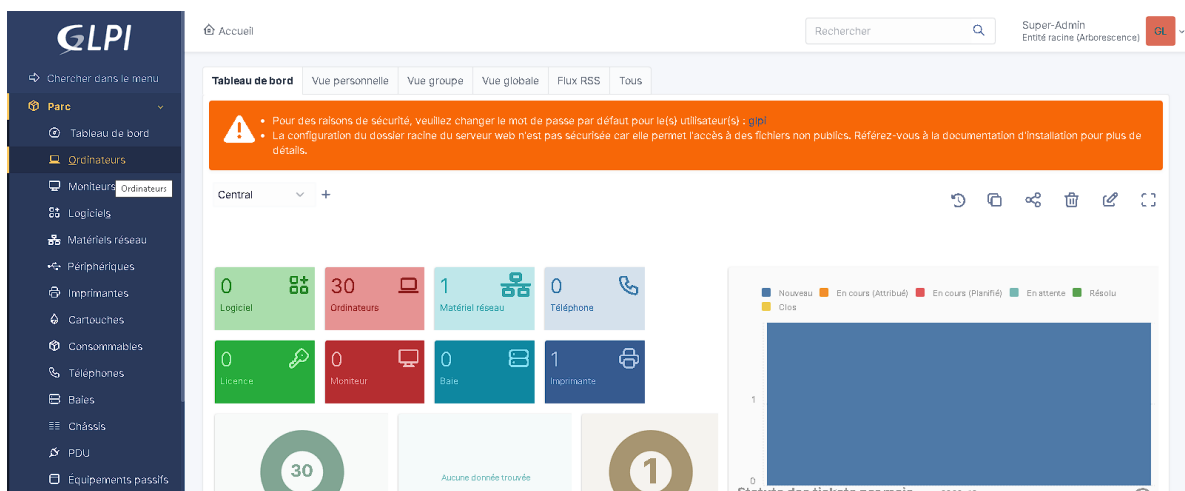 GLPI
Chercher dans le menu
Parc
Tableau de bord
Ordinateurs
Moniteurs
Ordinateurs
Logiciels
Matériels réseau
Périphériques
Imprimantes
Cartouches
Consommables
Téléphones
Baies
Châssis
PDU
Équipements passifs
Accueil
Rechercher
Super-Admin
Entité racine (Arborescence)
GL
Tableau de bord Vue personnelle Vue groupe Vue globale Flux RSS Tous
• Pour des raisons de sécurité, veuillez changer le mot de passe par défaut pour le(s) utilisateur(s) : glpi
• La configuration du dossier racine du serveur web n'est pas sécurisée car elle permet l'accès à des fichiers non publics. Référez-vous à la documentation d'installation pour plus de
détails.
Central
0 30 1 0
Logiciel Ordinateurs Matériel réseau Téléphone
0 0 0 1
Licence Moniteur Baie Imprimante
30
Aucune donnée trouvée
1
Nouveau En cours (Attribué) En cours (Planifié) En attente Résolu
Clos
1
0